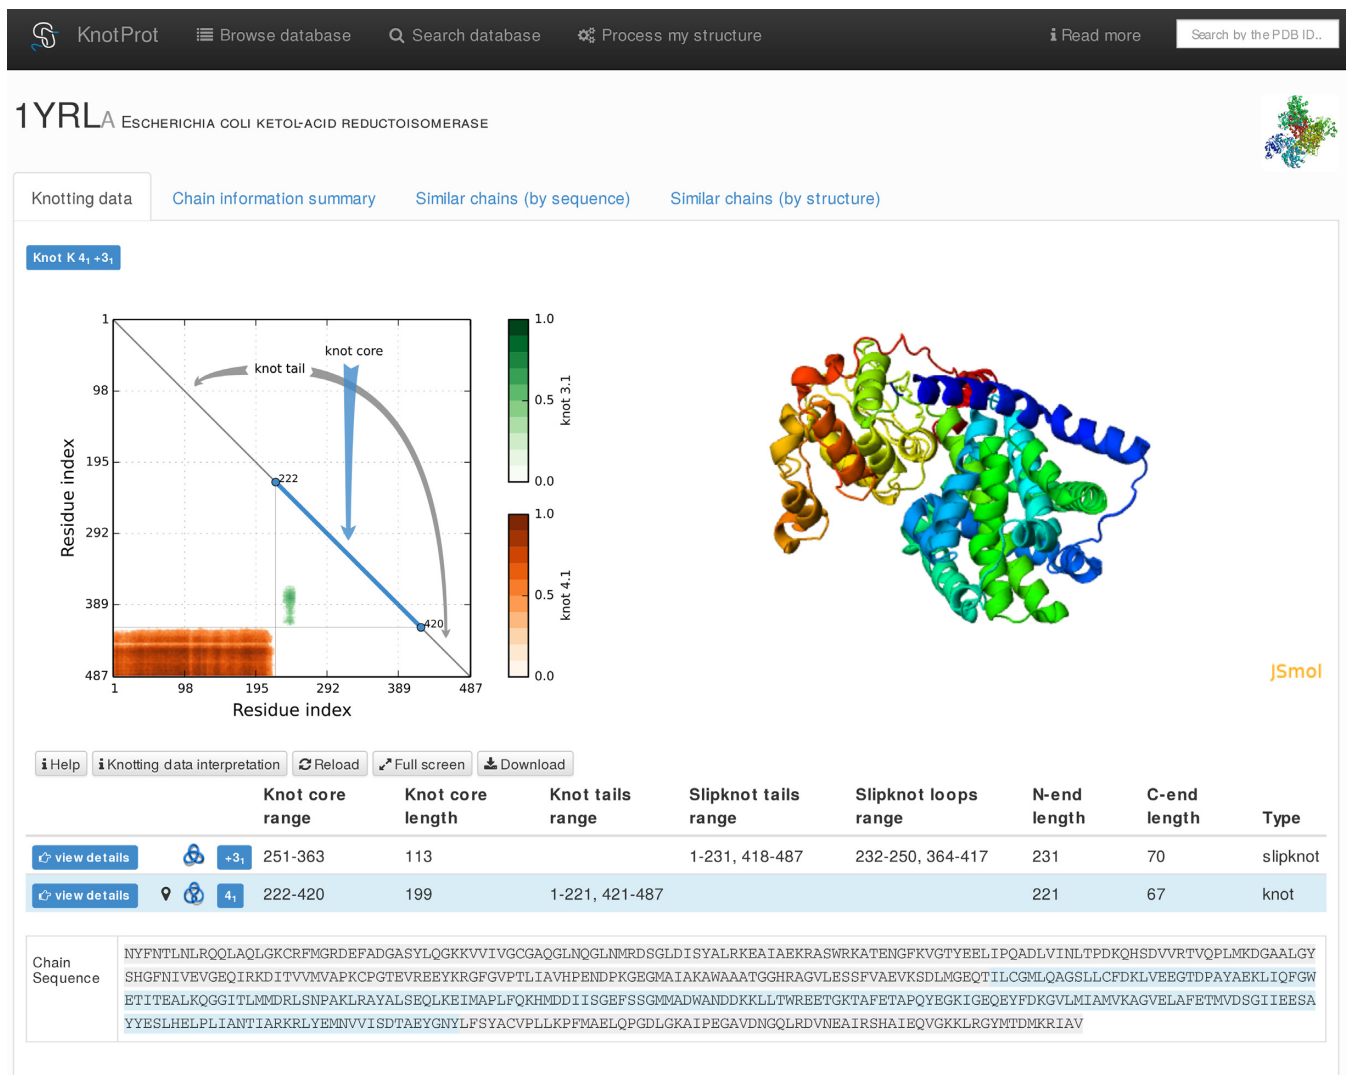 KnotProt Browse database Search database Process my structure Read more Search by the PDB ID..
1YRLA ESCHERICHIA COLI KETOL-ACID REDUCTOISOMERASE
Knotting data Chain information summary Similar chains (by sequence) Similar chains (by structure)
Knot K 4₁ +3₁
1
98
195
292
389
487
Residue index
knot tail
knot core
222
420
1 98 195 292 389 487
Residue index
1.0
0.5
0.0
knot 3.1
1.0
0.5
0.0
knot 4.1
JSmol
Help Knotting data interpretation Reload Full screen Download
Knot core range Knot core length Knot tails range Slipknot tails range Slipknot loops range N-end length C-end length Type
view details +3₁ 251-363 113 1-231, 418-487 232-250, 364-417 231 70 slipknot
view details 4₁ 222-420 199 1-221, 421-487 221 67 knot
Chain Sequence
NYFNTLNLRQQLAQLGKCRFMGRDEFADGASYLQGKKVVIVGCGAQGLNQGLNMRDSGLDISYALRKEAIAEKRASWRKATENGFKVGTYEELIPQADLVINLTPDKQHSDVVRTVQPLMKDGAALGY
SHGFNIVEVGEQIRKDITVVMVAPKCPGTEVREEYKRGFGVPTLIAVHPENDPKGEGMAIAKAWAAATGGHRAGVLESSFVAEVKSDLMGEQTILCGMLQAGSLLCFDKLVEEGTDPAYAEKLIQFGW
ETITEALKQGGITLMMDRLSNPAKLRAYALSEQLKEIMAPLFQKHMDDIISGEFSSGMMADWANDDKKLLTWREETGKTAFETAPQYEGKIGEQEYFDKGVLMIAMVKAGVELAFETMVDSGIIEESA
YYESLHELPLIANTIARKRLYEMNVVISDTAEYGNYLFSYACVPLLKPFMAELQPGDLGKAIPEGAVDNGQLRDVNEAIRSHAIEQVGKKLRGYMTDMKRIAV